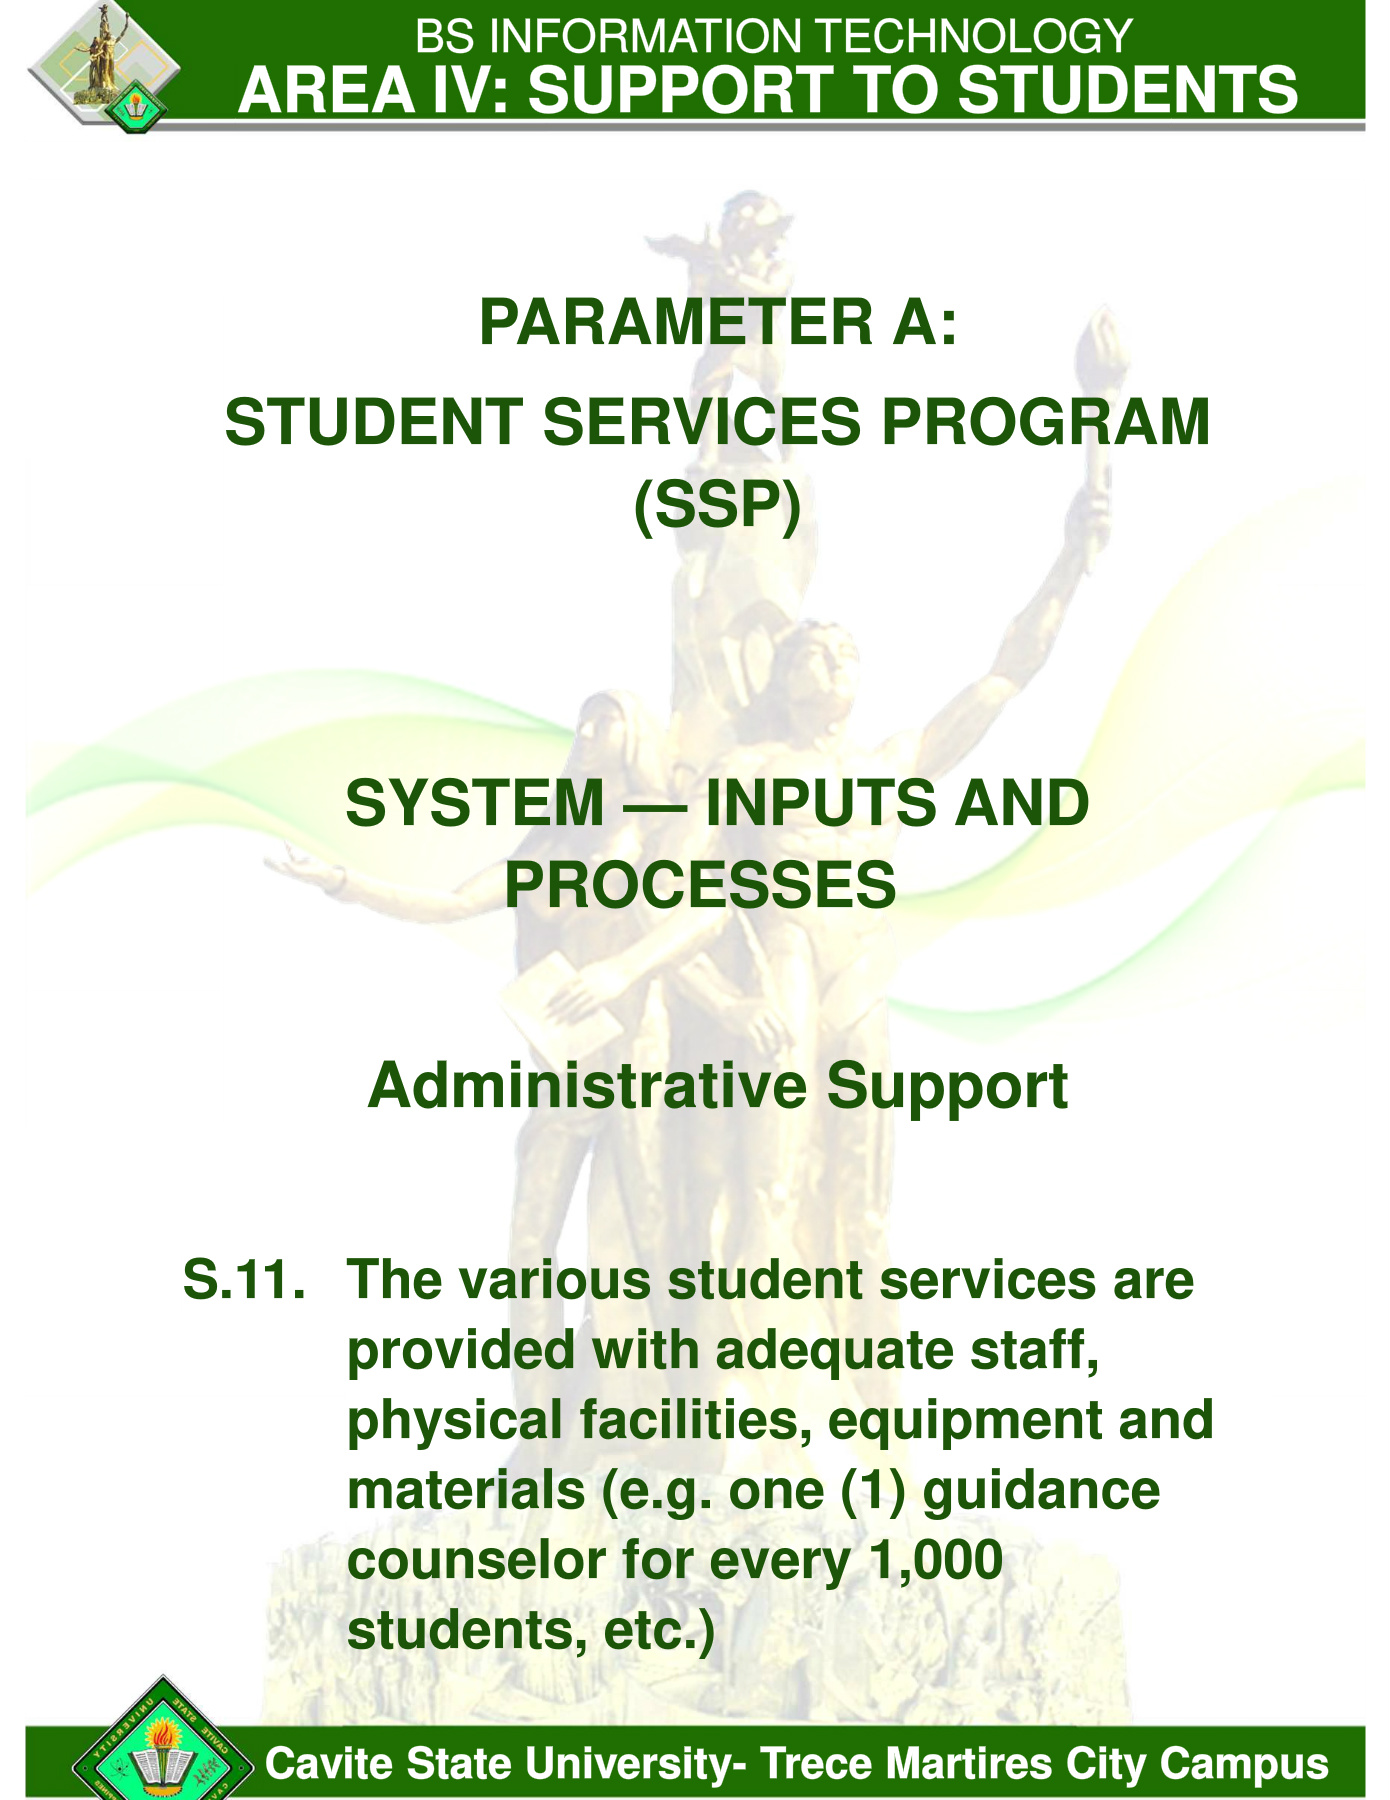 BS INFORMATION TECHNOLOGY
AREA IV: SUPPORT TO STUDENTS
PARAMETER A:
STUDENT SERVICES PROGRAM
(SSP)
SYSTEM — INPUTS AND
PROCESSES
Administrative Support
S.11. The various student services are
provided with adequate staff,
physical facilities, equipment and
materials (e.g. one (1) guidance
counselor for every 1,000
students, etc.)
Cavite State University- Trece Martires City Campus